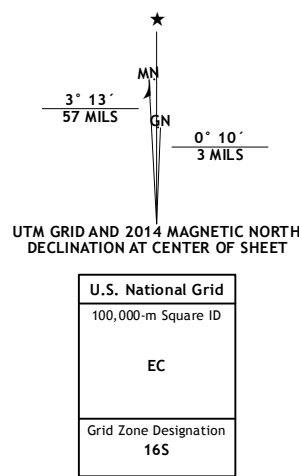 ★
MN
3° 13´
57 MILS
GN
0° 10´
3 MILS
UTM GRID AND 2014 MAGNETIC NORTH
DECLINATION AT CENTER OF SHEET
U.S. National Grid
100,000-m Square ID
EC
Grid Zone Designation
16S